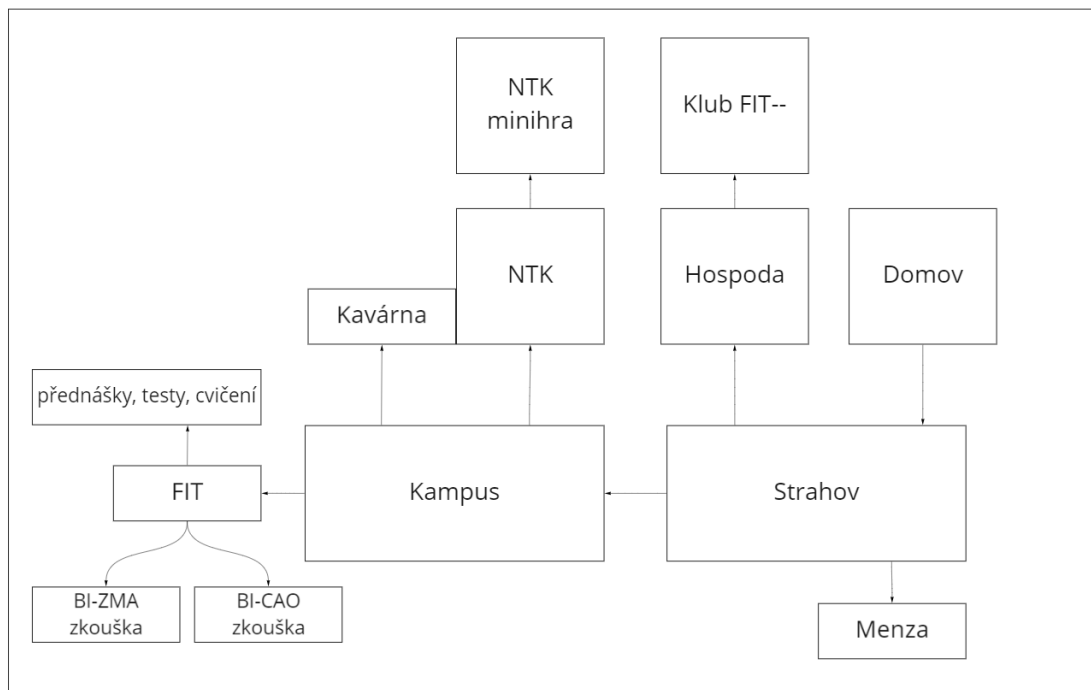 NTK
minihra
Klub FIT--
Kavárna
NTK
Hospoda
Domov
přednášky, testy, cvičení
FIT
Kampus
Strahov
BI-ZMA
zkouška
BI-CAO
zkouška
Menza